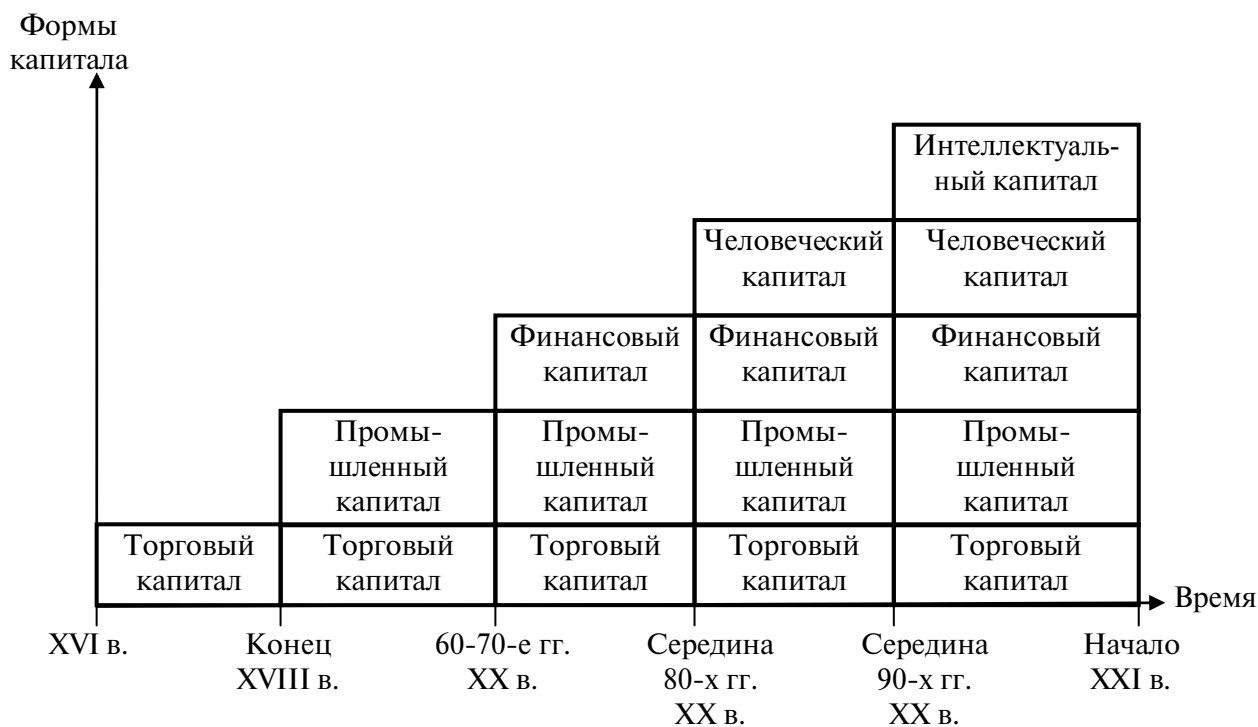 Формы
капитала
Интеллектуаль-
ный капитал
Человеческий
капитал
Человеческий
капитал
Финансовый
капитал
Финансовый
капитал
Финансовый
капитал
Промы-
шленный
капитал
Промы-
шленный
капитал
Промы-
шленный
капитал
Промы-
шленный
капитал
Торговый
капитал
Торговый
капитал
Торговый
капитал
Торговый
капитал
Торговый
капитал
Время
XVI в.
Конец
XVIII в.
60-70-е гг.
XX в.
Середина
80-х гг.
XX в.
Середина
90-х гг.
XX в.
Начало
XXI в.